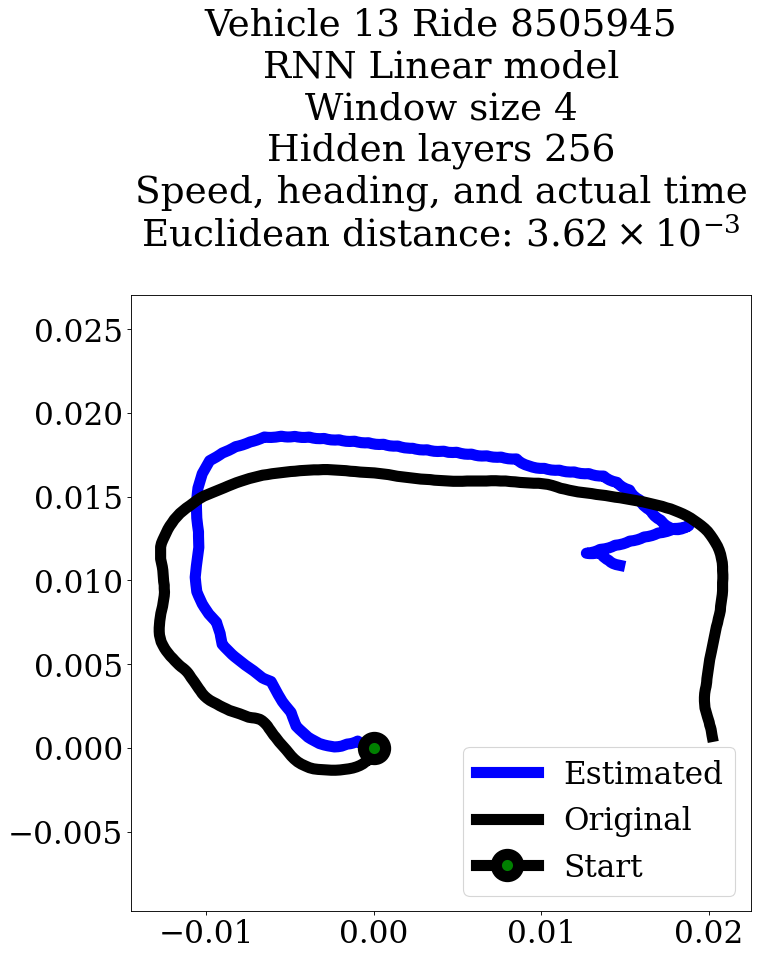 Vehicle 13 Ride 8505945
RNN Linear model
Window size 4
Hidden layers 256
Speed, heading, and actual time
Euclidean distance: 3.62 × 10⁻³
0.025
0.020
0.015
0.010
0.005
0.000
−0.005
Estimated
Original
Start
−0.01 0.00 0.01 0.02